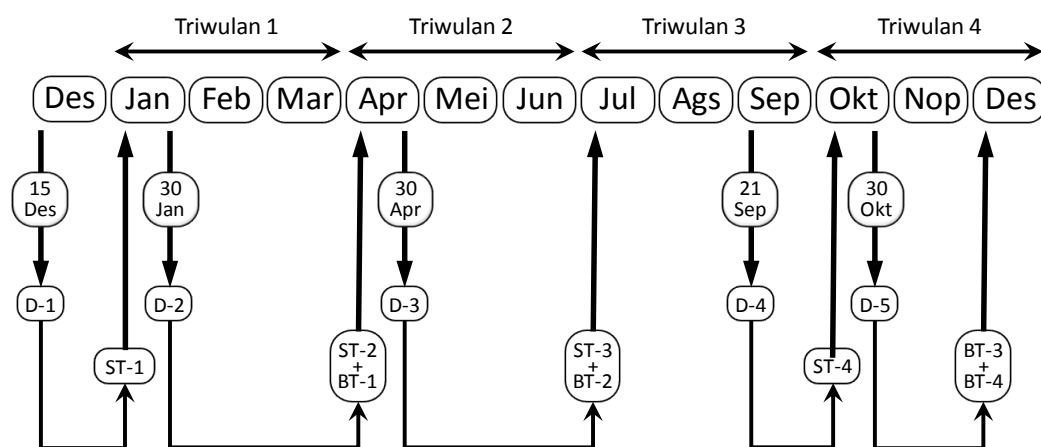 Triwulan 1
Triwulan 2
Triwulan 3
Triwulan 4
Des
Jan
Feb
Mar
Apr
Mei
Jun
Jul
Ags
Sep
Okt
Nop
Des
15
Des
30
Jan
30
Apr
21
Sep
30
Okt
D-1
D-2
D-3
D-4
D-5
ST-1
ST-2
+
BT-1
ST-3
+
BT-2
ST-4
BT-3
+
BT-4